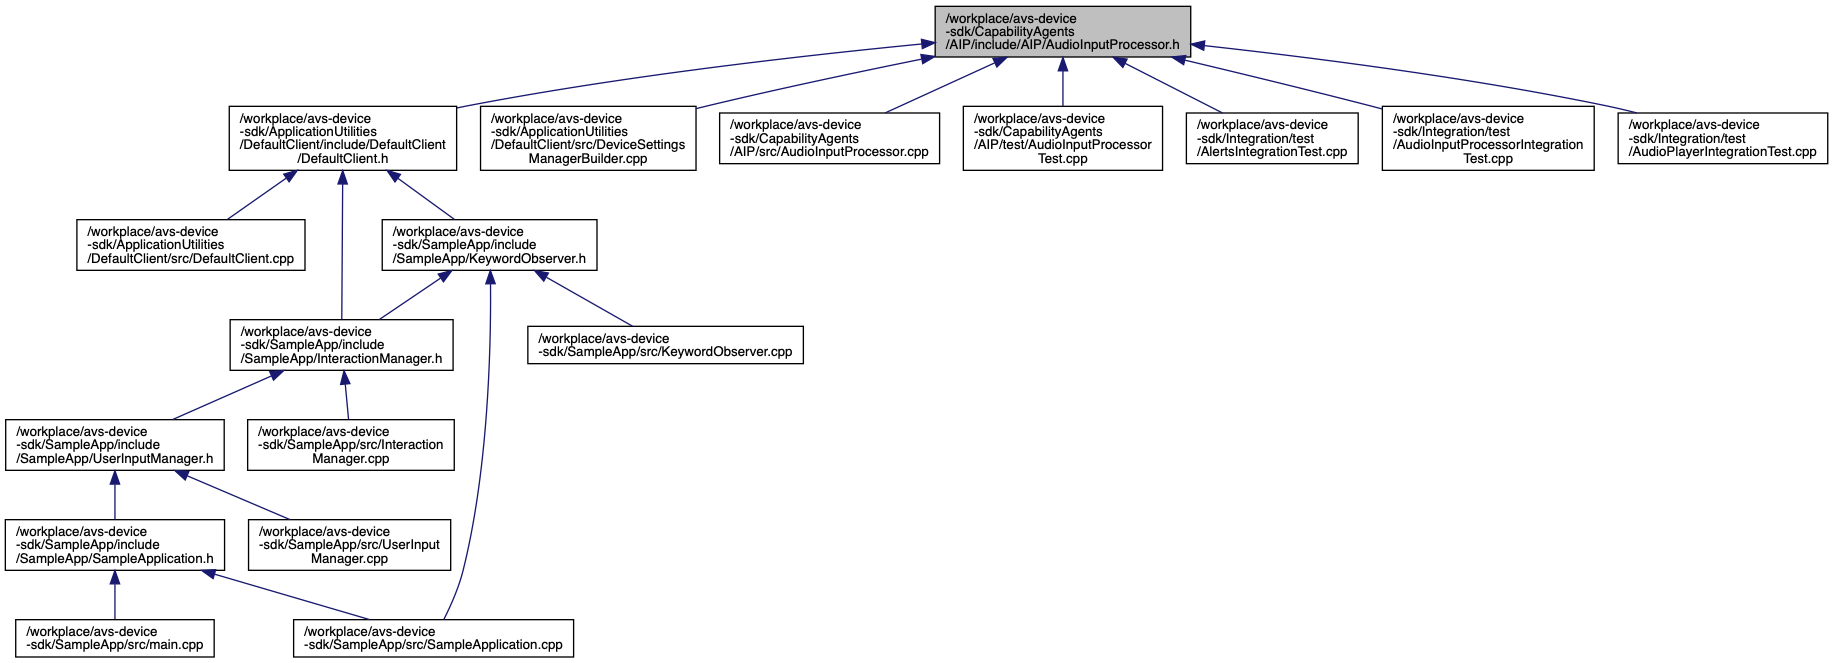 /workplace/avs-device
-sdk/CapabilityAgents
/AIP/include/AIP/AudioInputProcessor.h
/workplace/avs-device
-sdk/ApplicationUtilities
/DefaultClient/include/DefaultClient
/DefaultClient.h
/workplace/avs-device
-sdk/ApplicationUtilities
/DefaultClient/src/DeviceSettings
ManagerBuilder.cpp
/workplace/avs-device
-sdk/CapabilityAgents
/AIP/src/AudioInputProcessor.cpp
/workplace/avs-device
-sdk/CapabilityAgents
/AIP/test/AudioInputProcessor
Test.cpp
/workplace/avs-device
-sdk/Integration/test
/AlertsIntegrationTest.cpp
/workplace/avs-device
-sdk/Integration/test
/AudioInputProcessorIntegration
Test.cpp
/workplace/avs-device
-sdk/Integration/test
/AudioPlayerIntegrationTest.cpp
/workplace/avs-device
-sdk/ApplicationUtilities
/DefaultClient/src/DefaultClient.cpp
/workplace/avs-device
-sdk/SampleApp/include
/SampleApp/KeywordObserver.h
/workplace/avs-device
-sdk/SampleApp/include
/SampleApp/InteractionManager.h
/workplace/avs-device
-sdk/SampleApp/src/KeywordObserver.cpp
/workplace/avs-device
-sdk/SampleApp/include
/SampleApp/UserInputManager.h
/workplace/avs-device
-sdk/SampleApp/src/Interaction
Manager.cpp
/workplace/avs-device
-sdk/SampleApp/include
/SampleApp/SampleApplication.h
/workplace/avs-device
-sdk/SampleApp/src/UserInput
Manager.cpp
/workplace/avs-device
-sdk/SampleApp/src/main.cpp
/workplace/avs-device
-sdk/SampleApp/src/SampleApplication.cpp